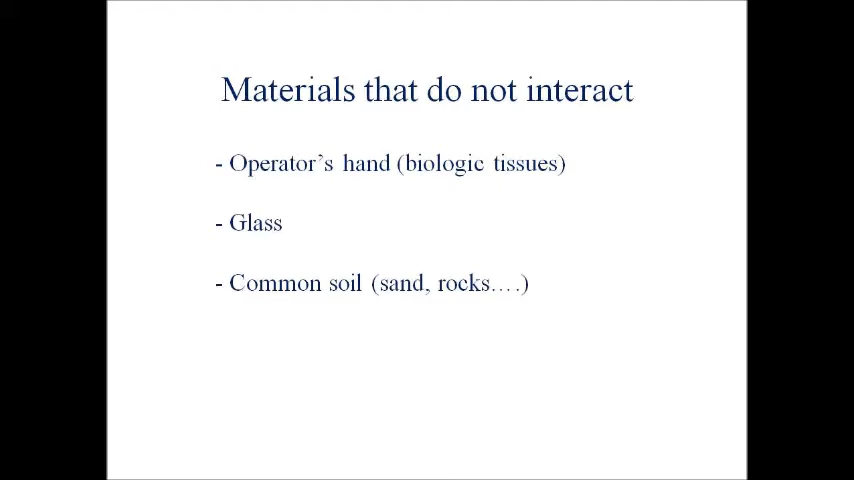 Materials that do not interact
- Operator’s hand (biologic tissues)
- Glass
- Common soil (sand, rocks….)